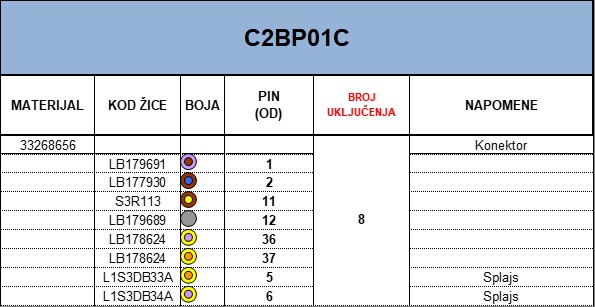 C2BP01C
MATERIJAL KOD ŽICE BOJA PIN (OD) BROJ UKLJUČENJA NAPOMENE
33268656 Konektor
LB179691 1
LB177930 2
S3R113 11
LB179689 12 8
LB178624 36
LB178624 37
L1S3DB33A 5 Splajs
L1S3DB34A 6 Splajs